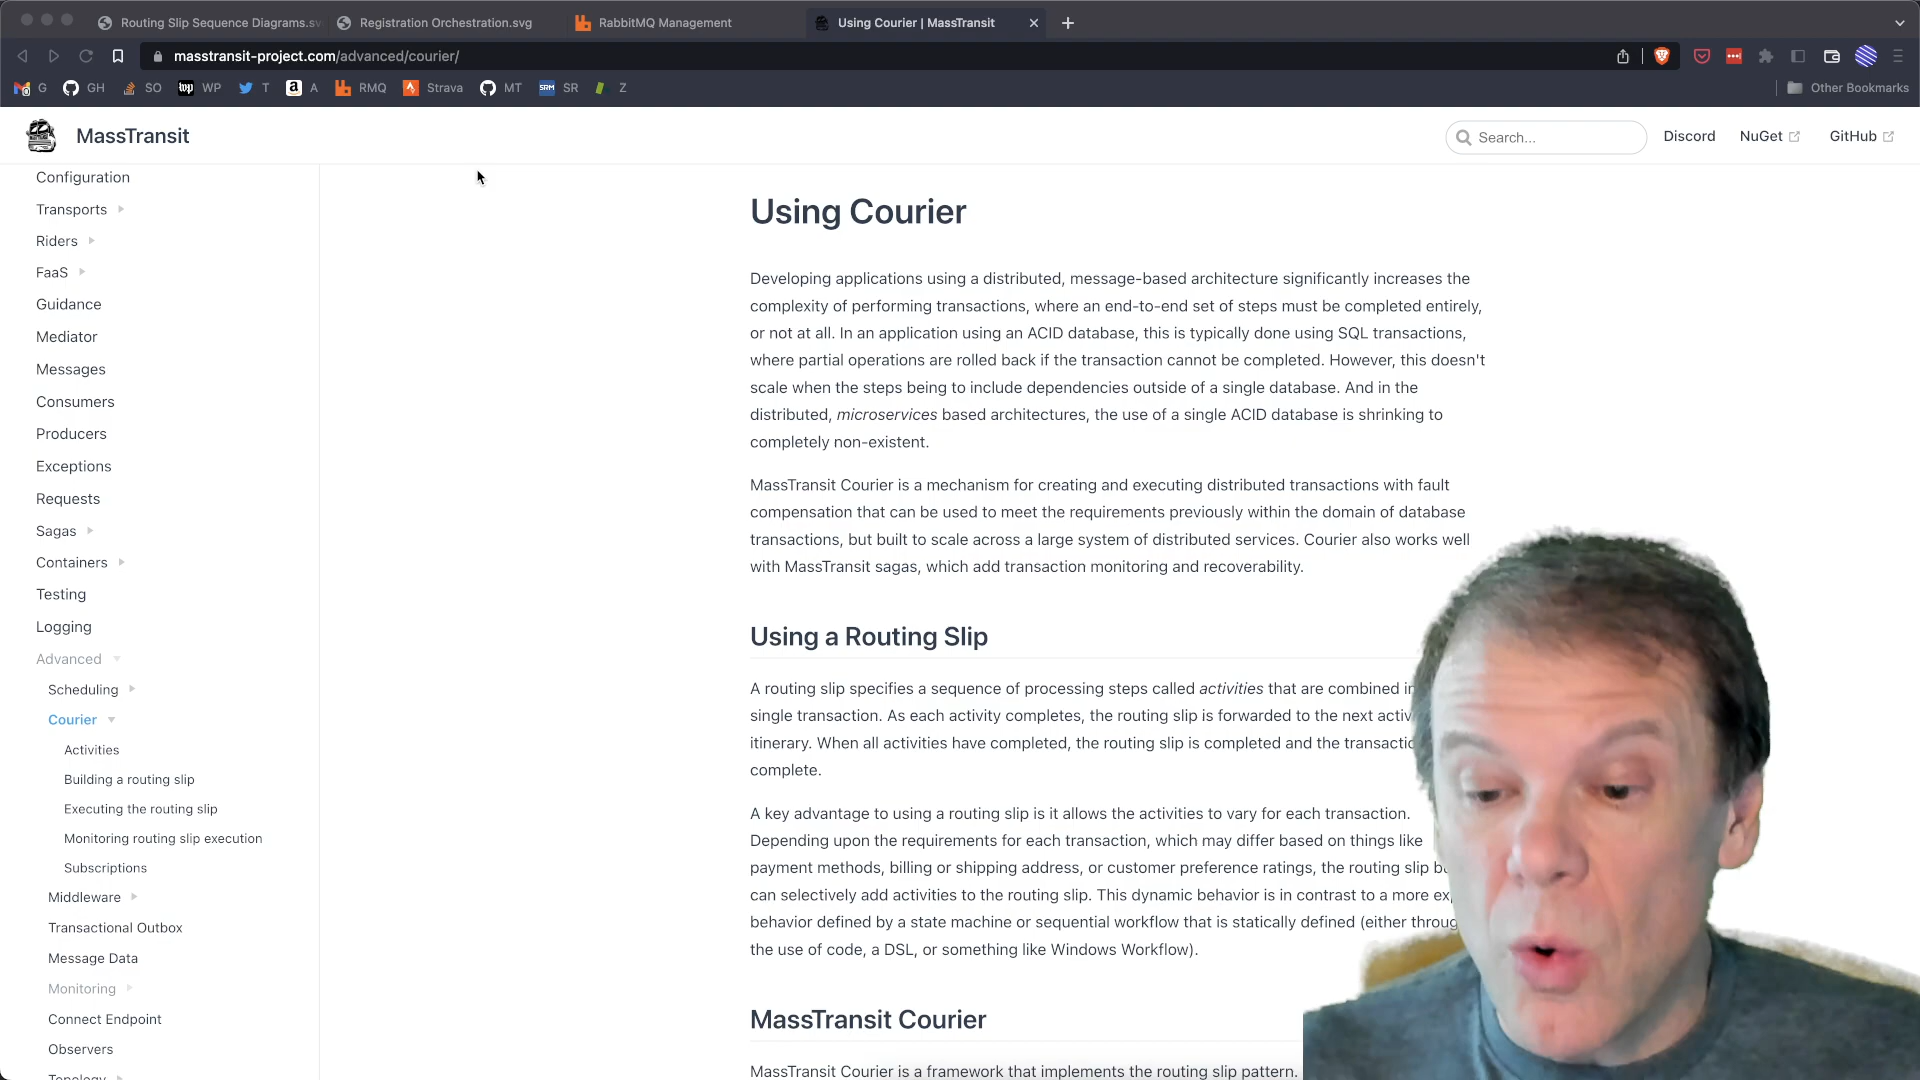 Routing Slip Sequence Diagrams.sv
Registration Orchestration.svg
RabbitMQ Management
Using Courier | MassTransit
masstransit-project.com/advanced/courier/
G
GH
SO
wp WP
T
a A
RMQ
Strava
MT
SRM SR
Z
Other Bookmarks
MassTransit
Search...
Discord
NuGet
GitHub
Configuration
Transports
Riders
FaaS
Guidance
Mediator
Messages
Consumers
Producers
Exceptions
Requests
Sagas
Containers
Testing
Logging
Advanced
Scheduling
Courier
Activities
Building a routing slip
Executing the routing slip
Monitoring routing slip execution
Subscriptions
Middleware
Transactional Outbox
Message Data
Monitoring
Connect Endpoint
Observers
Topology
Using Courier
Developing applications using a distributed, message-based architecture significantly increases the
complexity of performing transactions, where an end-to-end set of steps must be completed entirely,
or not at all. In an application using an ACID database, this is typically done using SQL transactions,
where partial operations are rolled back if the transaction cannot be completed. However, this doesn't
scale when the steps being to include dependencies outside of a single database. And in the
distributed, microservices based architectures, the use of a single ACID database is shrinking to
completely non-existent.
MassTransit Courier is a mechanism for creating and executing distributed transactions with fault
compensation that can be used to meet the requirements previously within the domain of database
transactions, but built to scale across a large system of distributed services. Courier also works well
with MassTransit sagas, which add transaction monitoring and recoverability.
Using a Routing Slip
A routing slip specifies a sequence of processing steps called activities that are combined in
single transaction. As each activity completes, the routing slip is forwarded to the next activ
itinerary. When all activities have completed, the routing slip is completed and the transactio
complete.
A key advantage to using a routing slip is it allows the activities to vary for each transaction.
Depending upon the requirements for each transaction, which may differ based on things like
payment methods, billing or shipping address, or customer preference ratings, the routing slip bu
can selectively add activities to the routing slip. This dynamic behavior is in contrast to a more ex
behavior defined by a state machine or sequential workflow that is statically defined (either throug
the use of code, a DSL, or something like Windows Workflow).
MassTransit Courier
MassTransit Courier is a framework that implements the routing slip pattern.